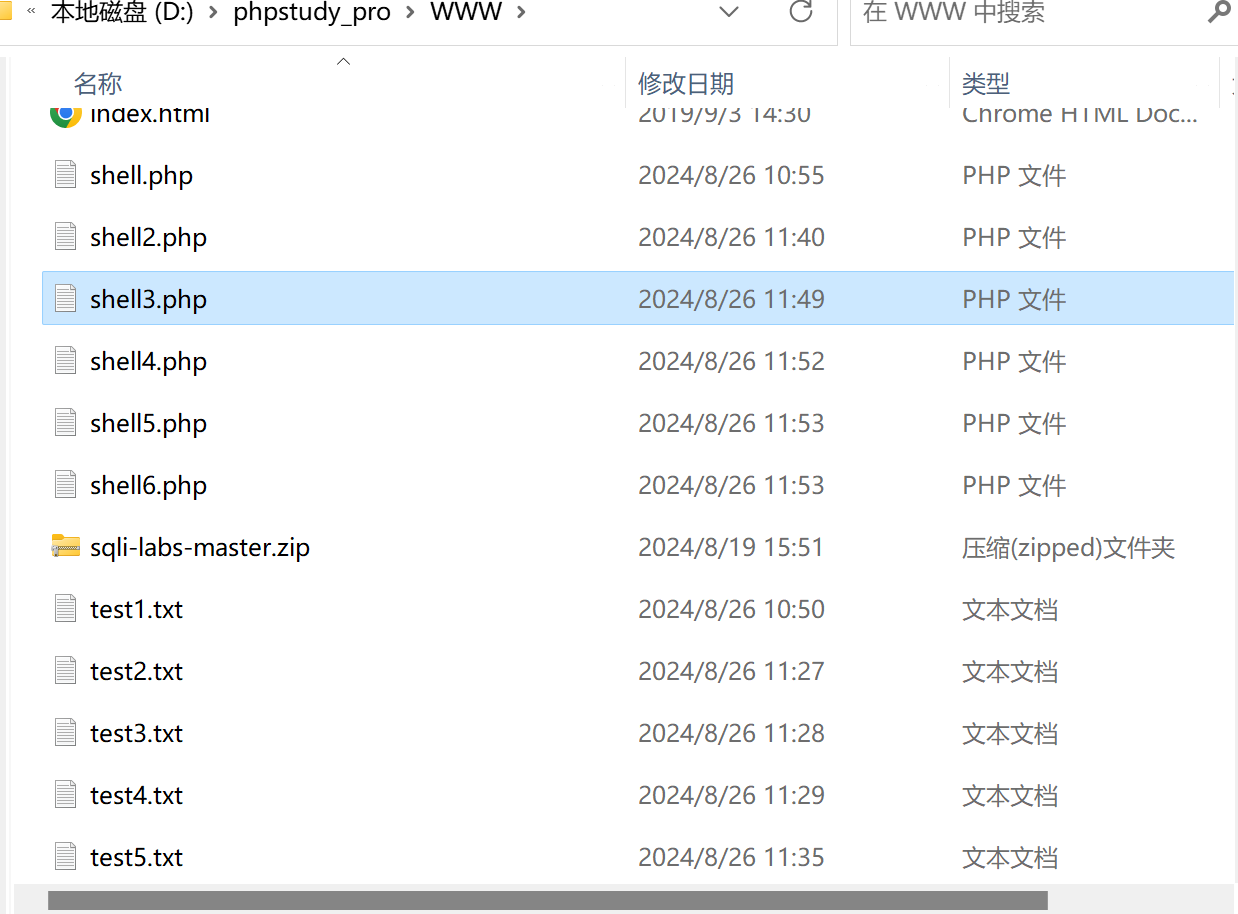 « 本地磁盘 (D:) › phpstudy_pro › WWW › 在 WWW 中搜索
名称 修改日期 类型
index.html 2019/9/3 14:30 Chrome HTML Doc...
shell.php 2024/8/26 10:55 PHP 文件
shell2.php 2024/8/26 11:40 PHP 文件
shell3.php 2024/8/26 11:49 PHP 文件
shell4.php 2024/8/26 11:52 PHP 文件
shell5.php 2024/8/26 11:53 PHP 文件
shell6.php 2024/8/26 11:53 PHP 文件
sqli-labs-master.zip 2024/8/19 15:51 压缩(zipped)文件夹
test1.txt 2024/8/26 10:50 文本文档
test2.txt 2024/8/26 11:27 文本文档
test3.txt 2024/8/26 11:28 文本文档
test4.txt 2024/8/26 11:29 文本文档
test5.txt 2024/8/26 11:35 文本文档